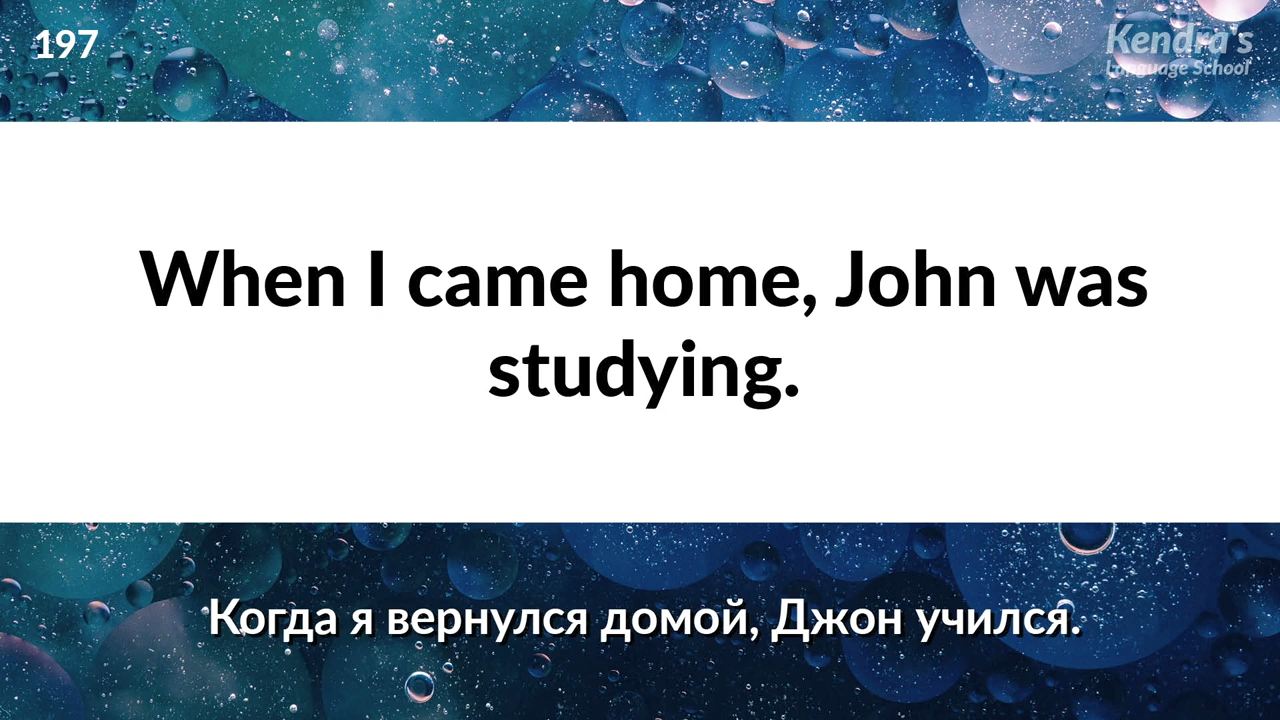 197
Kendra's
Language School
When I came home, John was
studying.
Когда я вернулся домой, Джон учился.